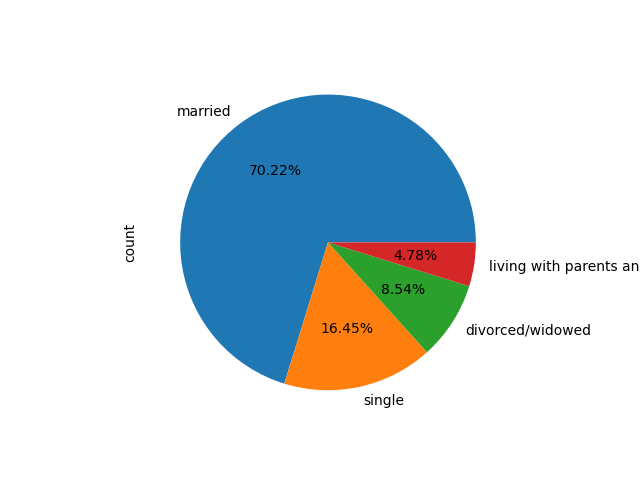 married
70.22%
count
4.78%
living with parents an
8.54%
16.45%
divorced/widowed
single